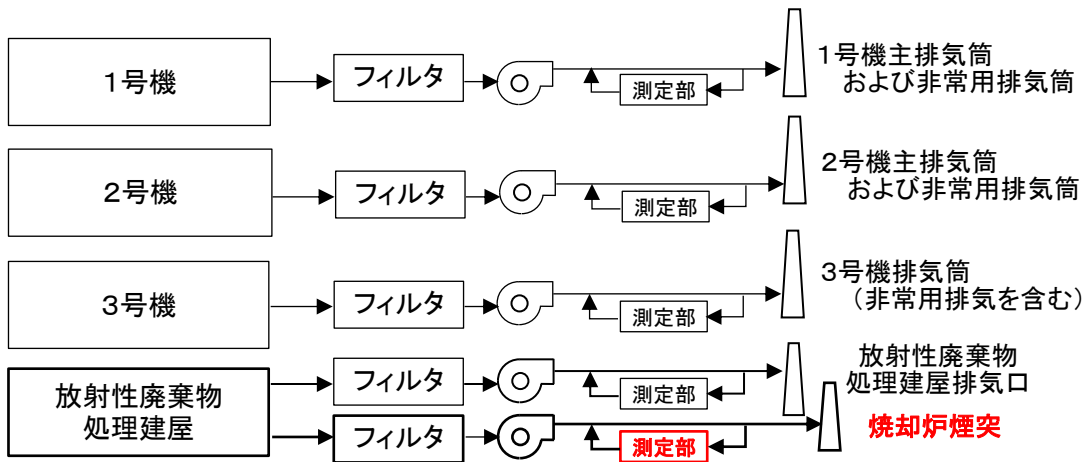 1号機
フィルタ
測定部
1号機主排気筒
および非常用排気筒
2号機
フィルタ
測定部
2号機主排気筒
および非常用排気筒
3号機
フィルタ
測定部
3号機排気筒
(非常用排気を含む)
放射性廃棄物
処理建屋
フィルタ
測定部
放射性廃棄物
処理建屋排気口
フィルタ
測定部
焼却炉煙突